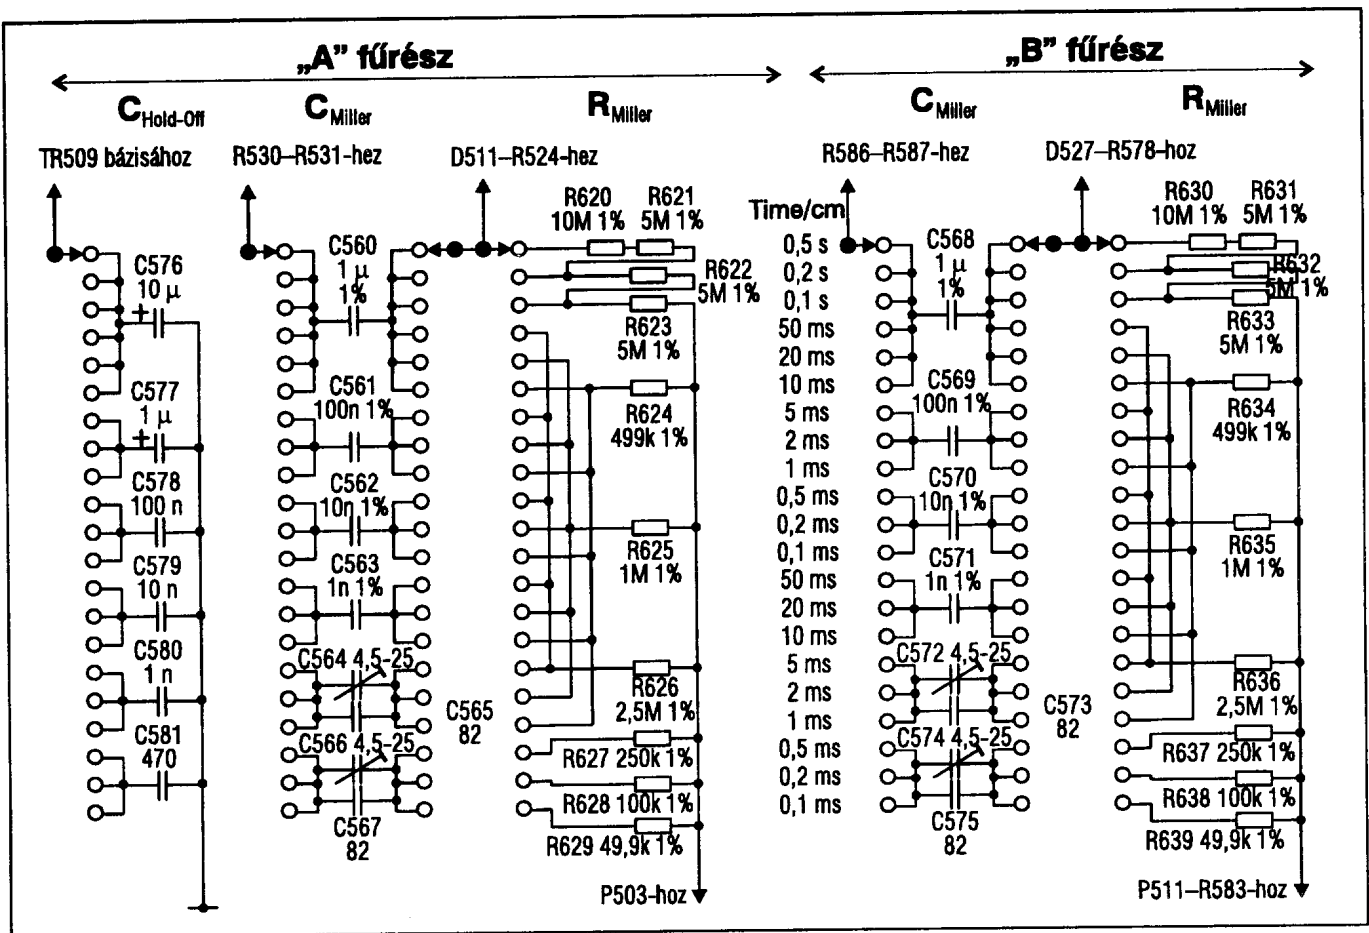 „A” fűrész
„B” fűrész
C Hold-Off
C Miller
R Miller
C Miller
R Miller
TR509 bázisához
R530–R531-hez
D511–R524-hez
R586–R587-hez
D527–R578-hoz
C576
10 µ
+
C577
1 µ
+
C578
100 n
C579
10 n
C580
1 n
C581
470
C560
1 µ
1%
C561
100n 1%
C562
10n 1%
C563
1n 1%
C564 4,5-25
C565
82
C566 4,5-25
C567
82
R620
10M 1%
R621
5M 1%
R622
5M 1%
R623
5M 1%
R624
499k 1%
R625
1M 1%
R626
2,5M 1%
R627 250k 1%
R628 100k 1%
R629 49,9k 1%
P503-hoz
Time/cm
0,5 s
0,2 s
0,1 s
50 ms
20 ms
10 ms
5 ms
2 ms
1 ms
0,5 ms
0,2 ms
0,1 ms
50 ms
20 ms
10 ms
5 ms
2 ms
1 ms
0,5 ms
0,2 ms
0,1 ms
C568
1 µ
1%
C569
100n 1%
C570
10n 1%
C571
1n 1%
C572 4,5-25
C573
82
C574 4,5-25
C575
82
R630
10M 1%
R631
5M 1%
R632
5M 1%
R633
5M 1%
R634
499k 1%
R635
1M 1%
R636
2,5M 1%
R637 250k 1%
R638 100k 1%
R639 49,9k 1%
P511–R583-hoz